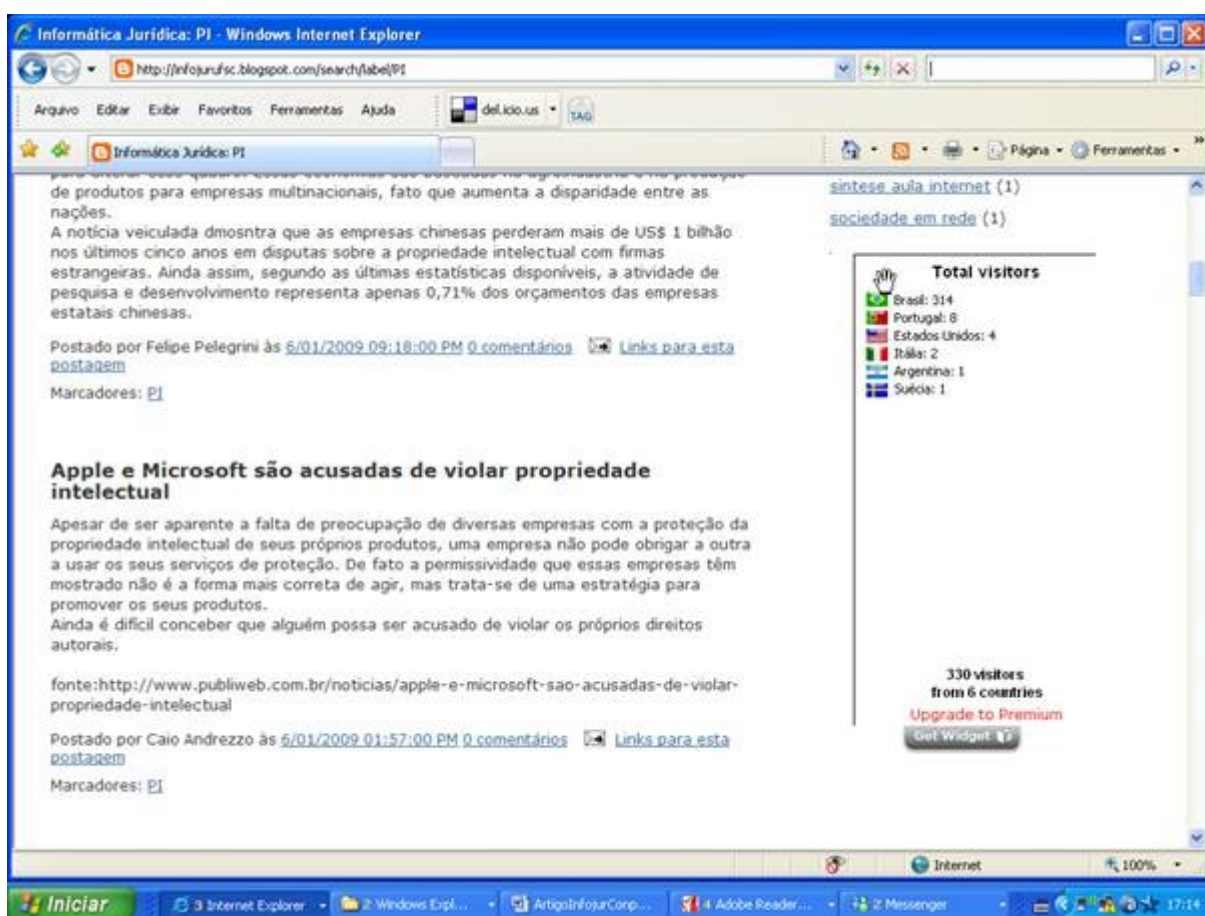 Informática Jurídica: PI - Windows Internet Explorer
http://infojurufsc.blogspot.com/search/label/PI
Arquivo Editar Exibir Favoritos Ferramentas Ajuda
del.icio.us
TAG
Informática Jurídica: PI
Página
Ferramentas
de produtos para empresas multinacionais, fato que aumenta a disparidade entre as
nações.
A notícia veiculada dmosntra que as empresas chinesas perderam mais de US$ 1 bilhão
nos últimos cinco anos em disputas sobre a propriedade intelectual com firmas
estrangeiras. Ainda assim, segundo as últimas estatísticas disponíveis, a atividade de
pesquisa e desenvolvimento representa apenas 0,71% dos orçamentos das empresas
estatais chinesas.
Postado por Felipe Pelegrini às 6/01/2009 09:18:00 PM 0 comentários Links para esta
postagem
Marcadores: PI
Apple e Microsoft são acusadas de violar propriedade
intelectual
Apesar de ser aparente a falta de preocupação de diversas empresas com a proteção da
propriedade intelectual de seus próprios produtos, uma empresa não pode obrigar a outra
a usar os seus serviços de proteção. De fato a permissividade que essas empresas têm
mostrado não é a forma mais correta de agir, mas trata-se de uma estratégia para
promover os seus produtos.
Ainda é difícil conceber que alguém possa ser acusado de violar os próprios direitos
autorais.
fonte:http://www.publiweb.com.br/noticias/apple-e-microsoft-sao-acusadas-de-violar-
propriedade-intelectual
Postado por Caio Andrezzo às 6/01/2009 01:57:00 PM 0 comentários Links para esta
postagem
Marcadores: PI
sintese aula internet (1)
sociedade em rede (1)
Total visitors
Brasil: 314
Portugal: 8
Estados Unidos: 4
Itália: 2
Argentina: 1
Suécia: 1
330 visitors
from 6 countries
Upgrade to Premium
Get Widget
Internet
100%
Iniciar
3 Internet Explorer
2 Windows Expl...
ArtigoInfojurCorp...
4 Adobe Reader...
2 Messenger
17:14